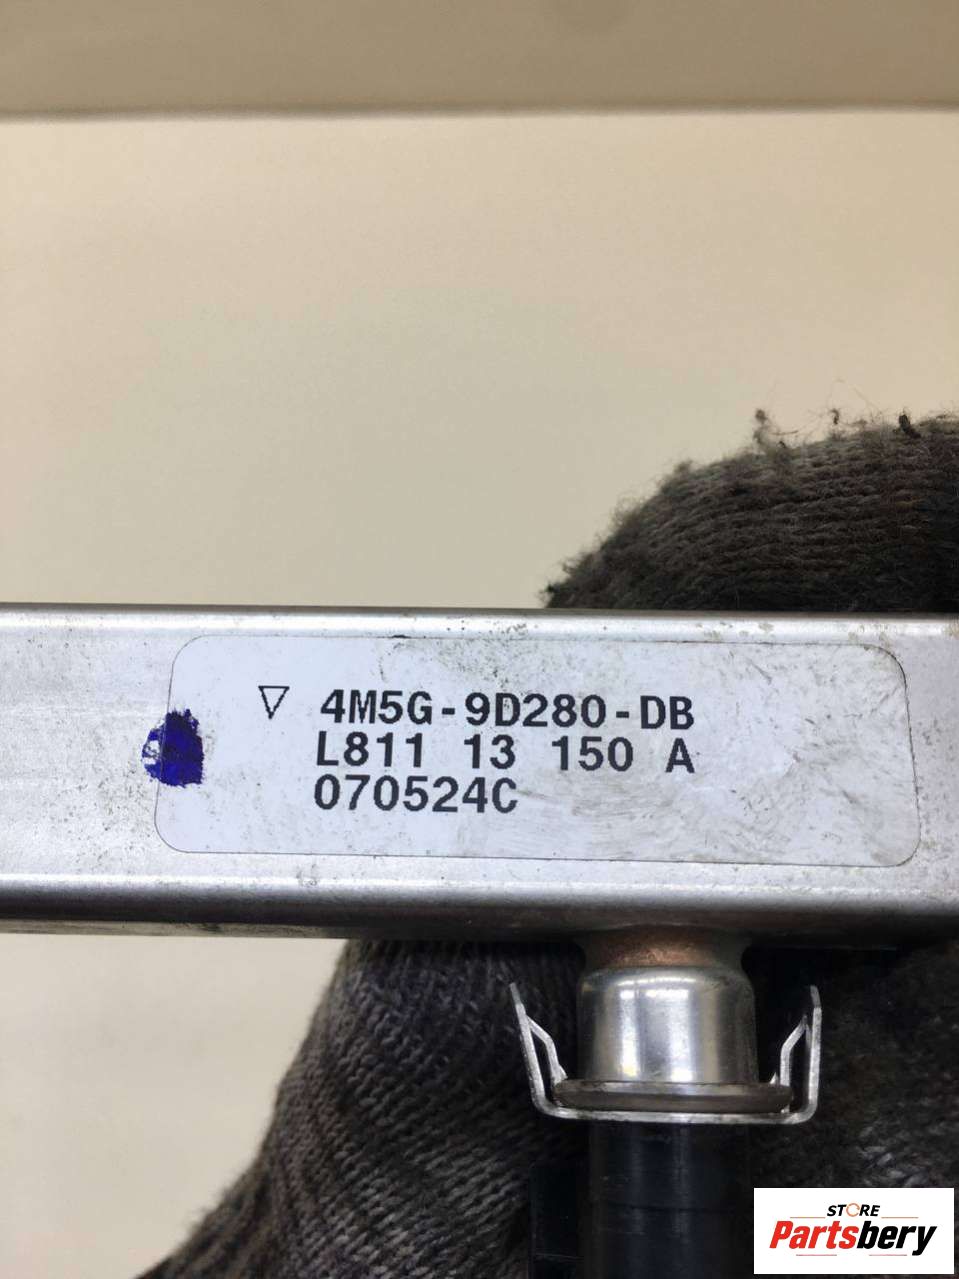 4M5G-9D280-DB
L811 13 150 A
070524C
STORE
Partsbery